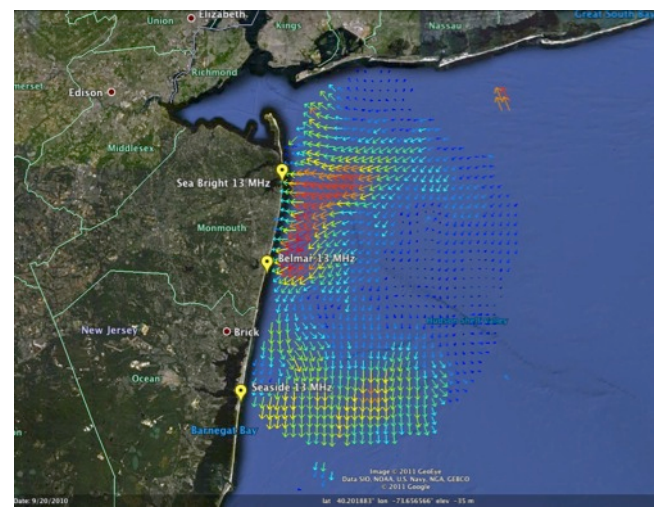 Elizabeth
Union
Kings
Nassau
Great South Bay
Richmond
merset
Edison
Middlesex
Sea Bright 13 MHz
Monmouth
Belmar 13 MHz
New Jersey
Brick
Ocean
Seaside 13 MHz
Barnegat Bay
Image © 2011 GeoEye
Data SIO, NOAA, U.S. Navy, NGA, GEBCO
© 2011 Google
Date: 9/20/2010
lat 40.201883° lon -73.656566° elev -35 m